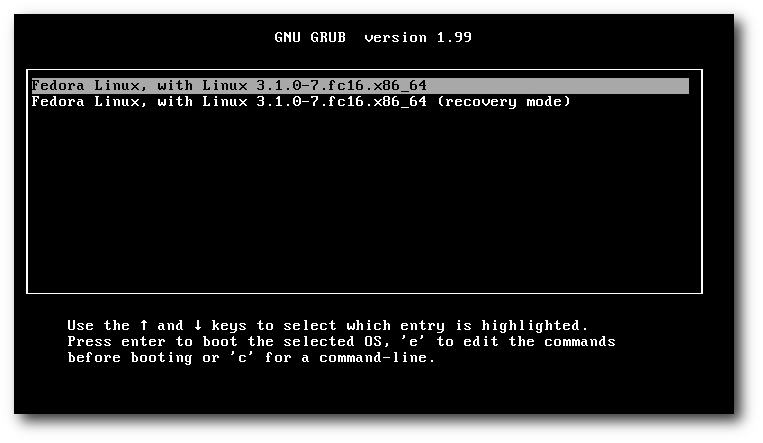 GNU GRUB  version 1.99
Fedora Linux, with Linux 3.1.0-7.fc16.x86_64
Fedora Linux, with Linux 3.1.0-7.fc16.x86_64 (recovery mode)
Use the ↑ and ↓ keys to select which entry is highlighted.
Press enter to boot the selected OS, 'e' to edit the commands
before booting or 'c' for a command-line.